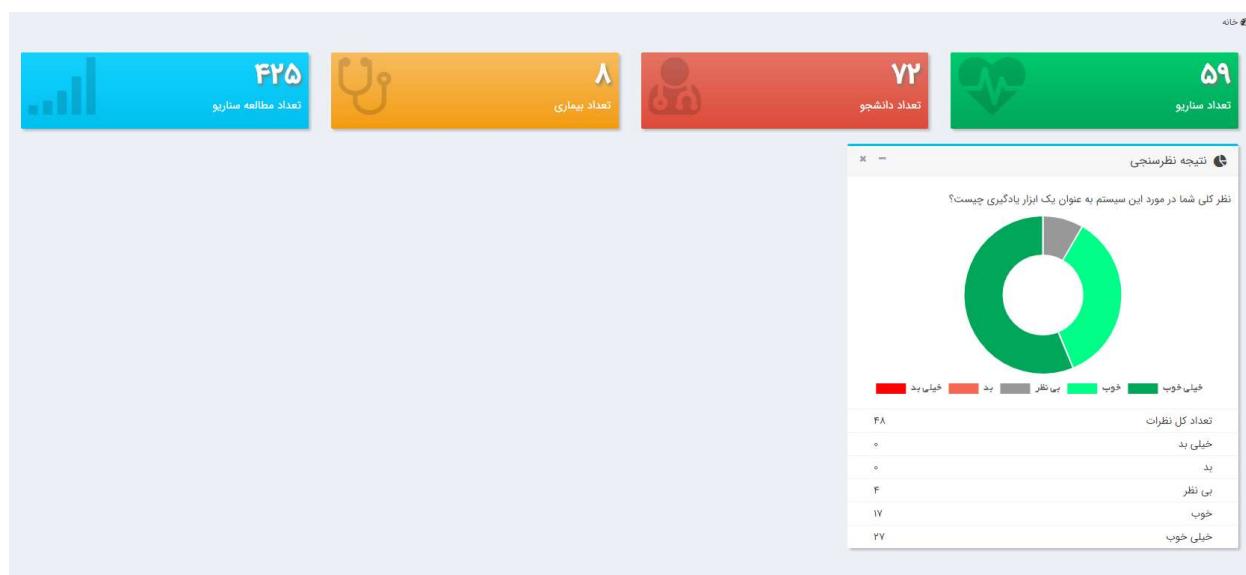 خانه
۵۹
تعداد سناریو
۷۲
تعداد دانشجو
۸
تعداد بیماری
۴۲۵
تعداد مطالعه سناریو
نتیجه نظرسنجی
نظر کلی شما در مورد این سیستم به عنوان یک ابزار یادگیری چیست؟
خیلی خوب خوب بی نظر بد خیلی بد
تعداد کل نظرات ۴۸
خیلی بد ۰
بد ۰
بی نظر ۴
خوب ۱۷
خیلی خوب ۲۷